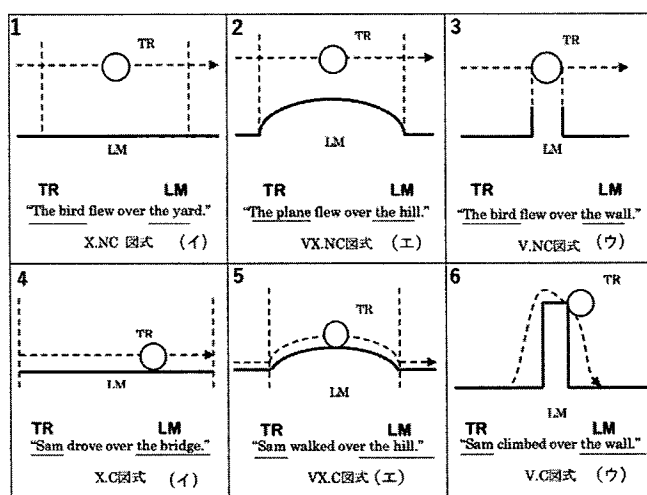 1
TR
LM
TR LM
“The bird flew over the yard.”
X.NC 図式 (イ)
2
TR
LM
TR LM
“The plane flew over the hill.”
VX.NC図式 (エ)
3
TR
LM
TR LM
“The bird flew over the wall.”
V.NC図式 (ウ)
4
TR
LM
TR LM
“Sam drove over the bridge.”
X.C図式 (イ)
5
TR
LM
TR LM
“Sam walked over the hill.”
VX.C図式 (エ)
6
TR
LM
TR LM
“Sam climbed over the wall.”
V.C図式 (ウ)